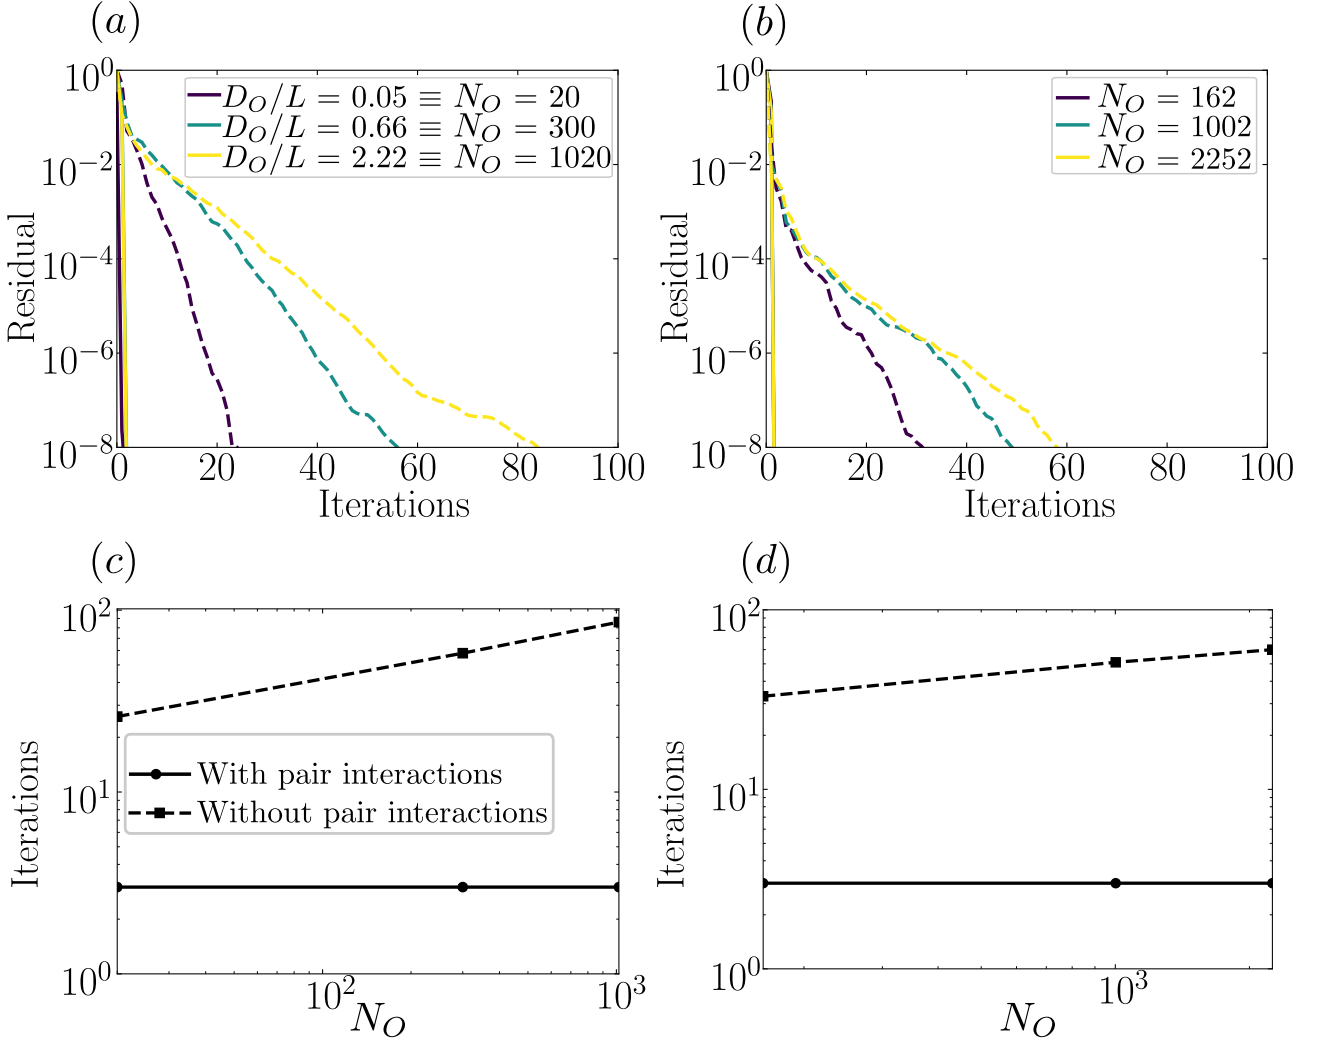 (a)
10^0
10^{-2}
10^{-4}
10^{-6}
10^{-8}
Residual
D_O/L = 0.05 ≡ N_O = 20
D_O/L = 0.66 ≡ N_O = 300
D_O/L = 2.22 ≡ N_O = 1020
0 20 40 60 80 100
Iterations
(b)
10^0
10^{-2}
10^{-4}
10^{-6}
10^{-8}
Residual
N_O = 162
N_O = 1002
N_O = 2252
0 20 40 60 80 100
Iterations
(c)
10^2
10^1
10^0
Iterations
With pair interactions
Without pair interactions
10^2 10^3
N_O
(d)
10^2
10^1
10^0
Iterations
10^3
N_O